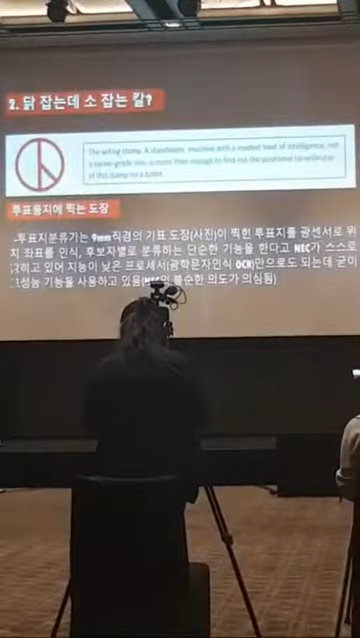 2. 닭 잡는데 소 잡는 칼?
The voting stamp. A standalone machine with a modest level of intelligence, not
a server-grade one, is more than enough to find out the positional co-ordinates
of this stamp on a ballot.
투표용지에 찍는 도장
-투표지분류기는 9mm직경의 기표 도장(사진)이 찍힌 투표지를 광센서로 위
치 좌표를 인식, 후보자별로 분류하는 단순한 기능을 한다고 NEC가 스스로
있고 있어 지능이 낮은 프로세서(광학문자인식 OCR)만으로도 되는데 굳이
성능 기능을 사용하고 있음(NEC의 불순한 의도가 의심됨)